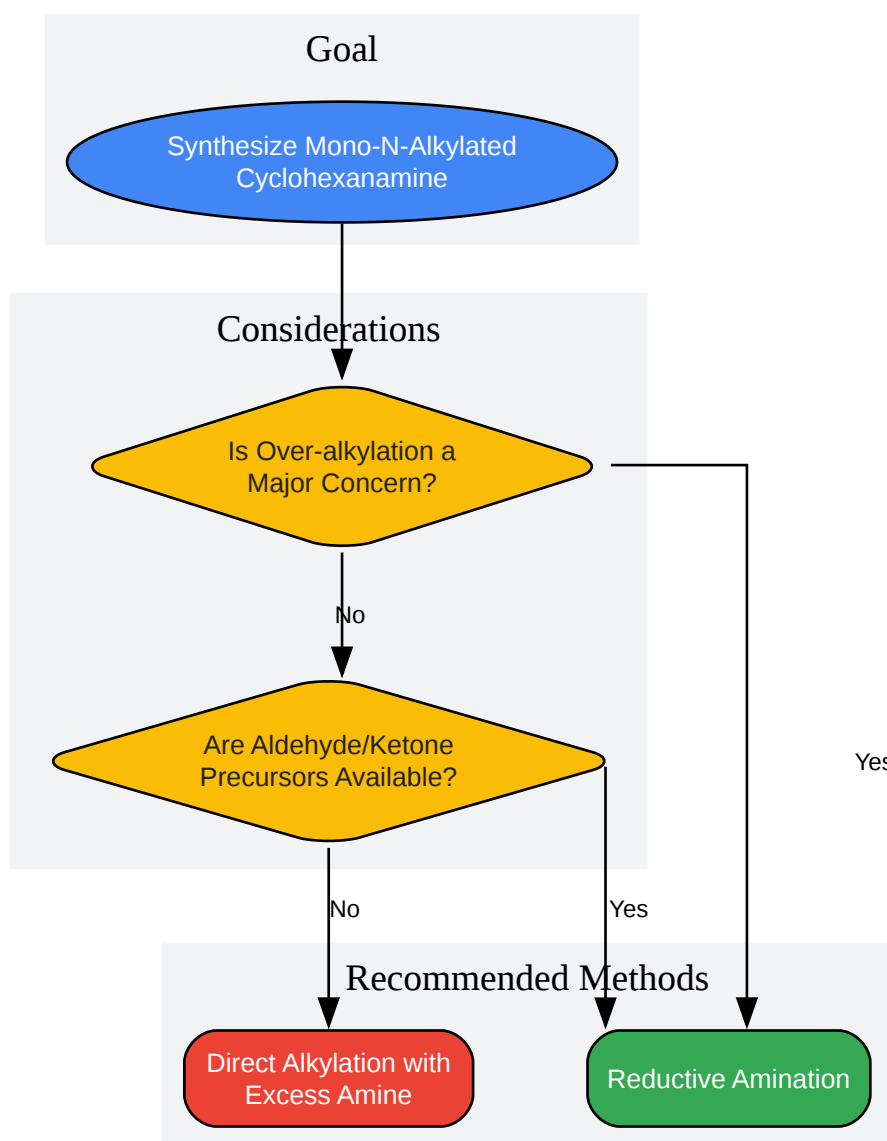 Goal
Synthesize Mono-N-Alkylated
Cyclohexanamine
Considerations
Is Over-alkylation a
Major Concern?
No
Are Aldehyde/Ketone
Precursors Available?
Yes
No
Yes
Recommended Methods
Direct Alkylation with
Excess Amine
Reductive Amination